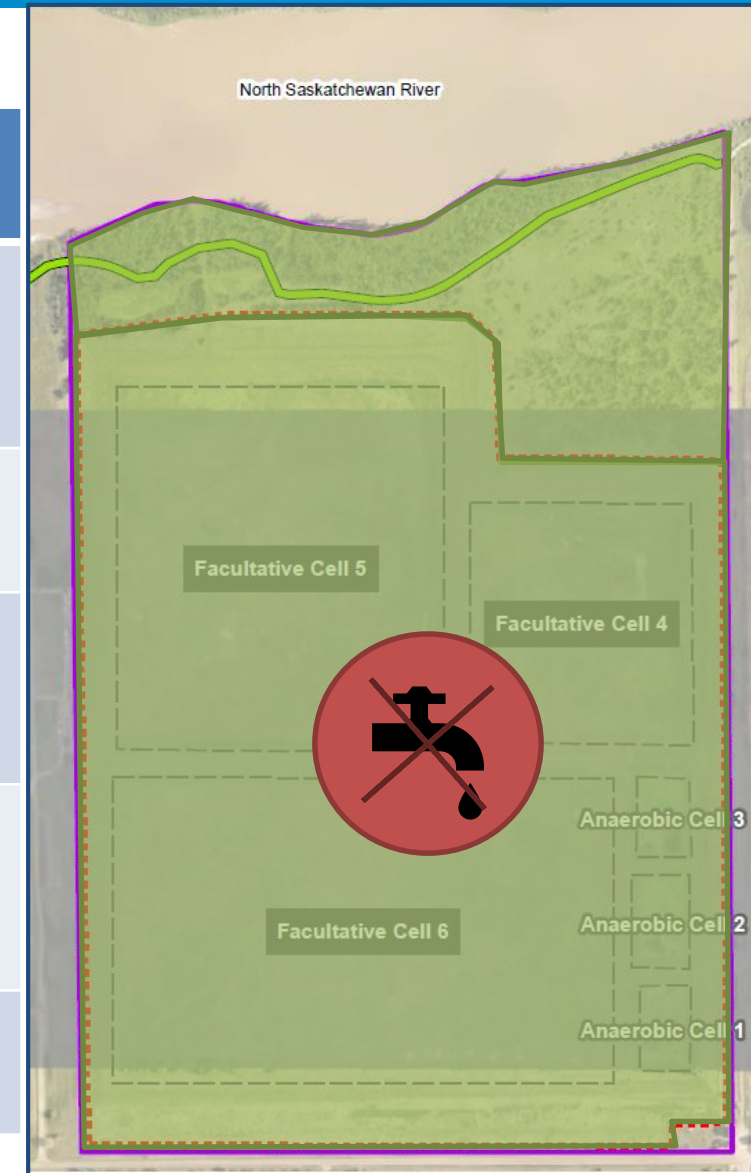 North Saskatchewan River
Facultative Cell 5
Facultative Cell 4
Anaerobic Cell 3
Anaerobic Cell 2
Facultative Cell 6
Anaerobic Cell 1